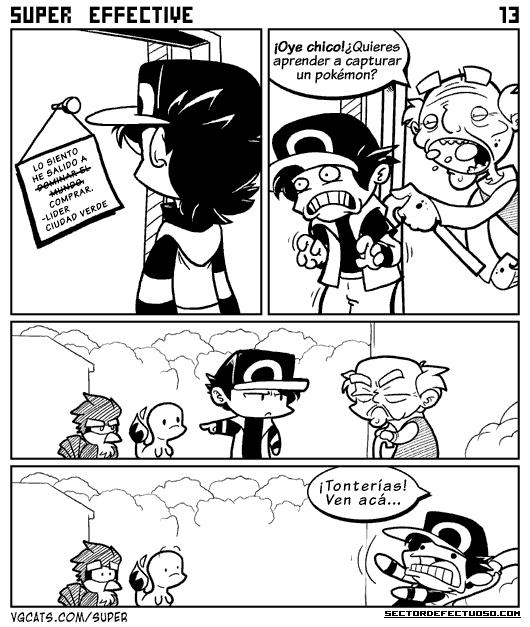 SUPER EFFECTIVE 13
LO SIENTO
HE SALIDO A
DOMINAR EL
MUNDO.
COMPRAR.
-LIDER
CIUDAD VERDE
¡Oye chico!¿Quieres
aprender a capturar
un pokémon?
¡Tonterías!
Ven acá...
VGCATS.COM/SUPER
SECTORDEFECTUOSO.COM